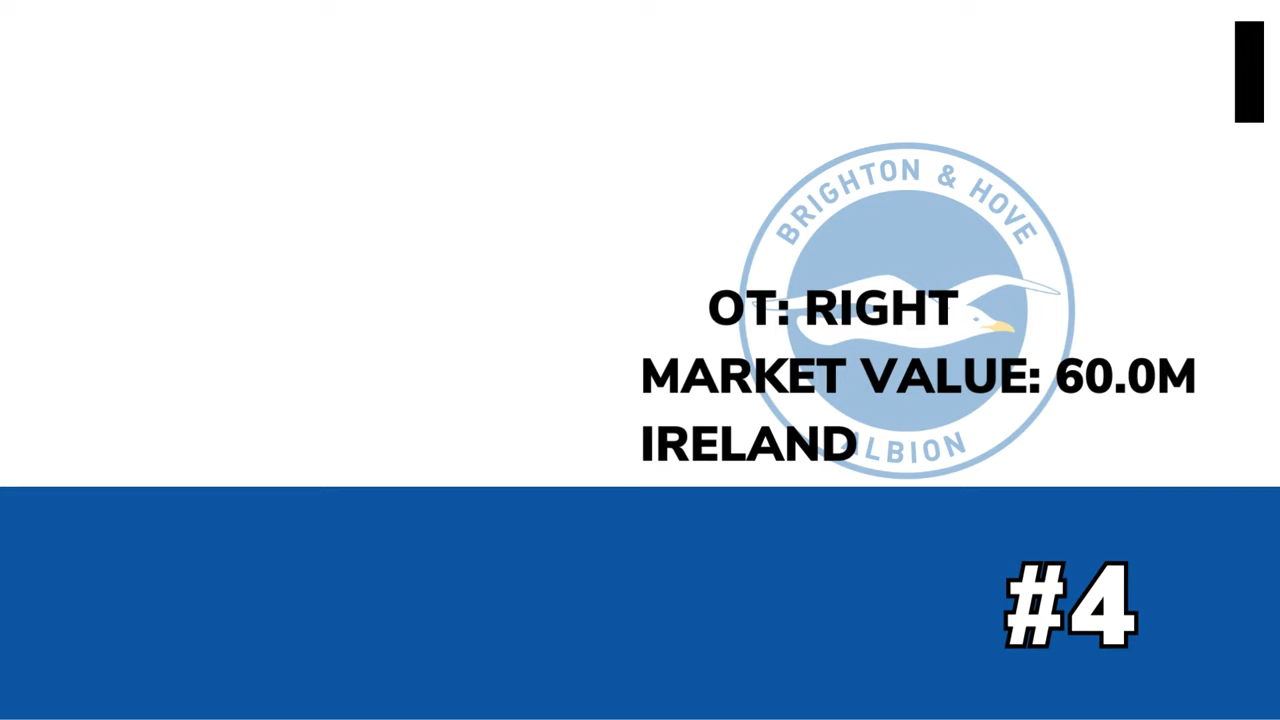 BRIGHTON & HOVE
OT: RIGHT
MARKET VALUE: 60.0M
IRELAND
ALBION
#4